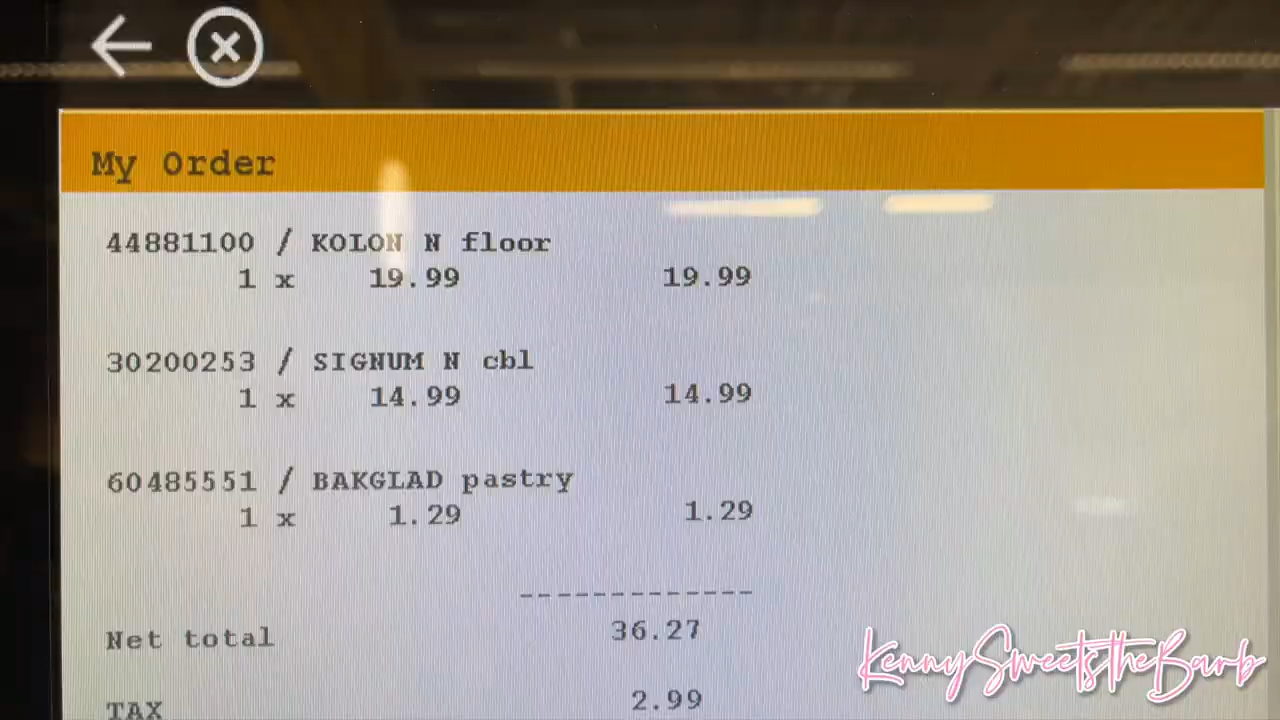 My Order
44881100 / KOLON N floor
1 x 19.99 19.99
30200253 / SIGNUM N cbl
1 x 14.99 14.99
60485551 / BAKGLAD pastry
1 x 1.29 1.29
-------------
Net total 36.27
TAX 2.99
KennySweetstheBarb